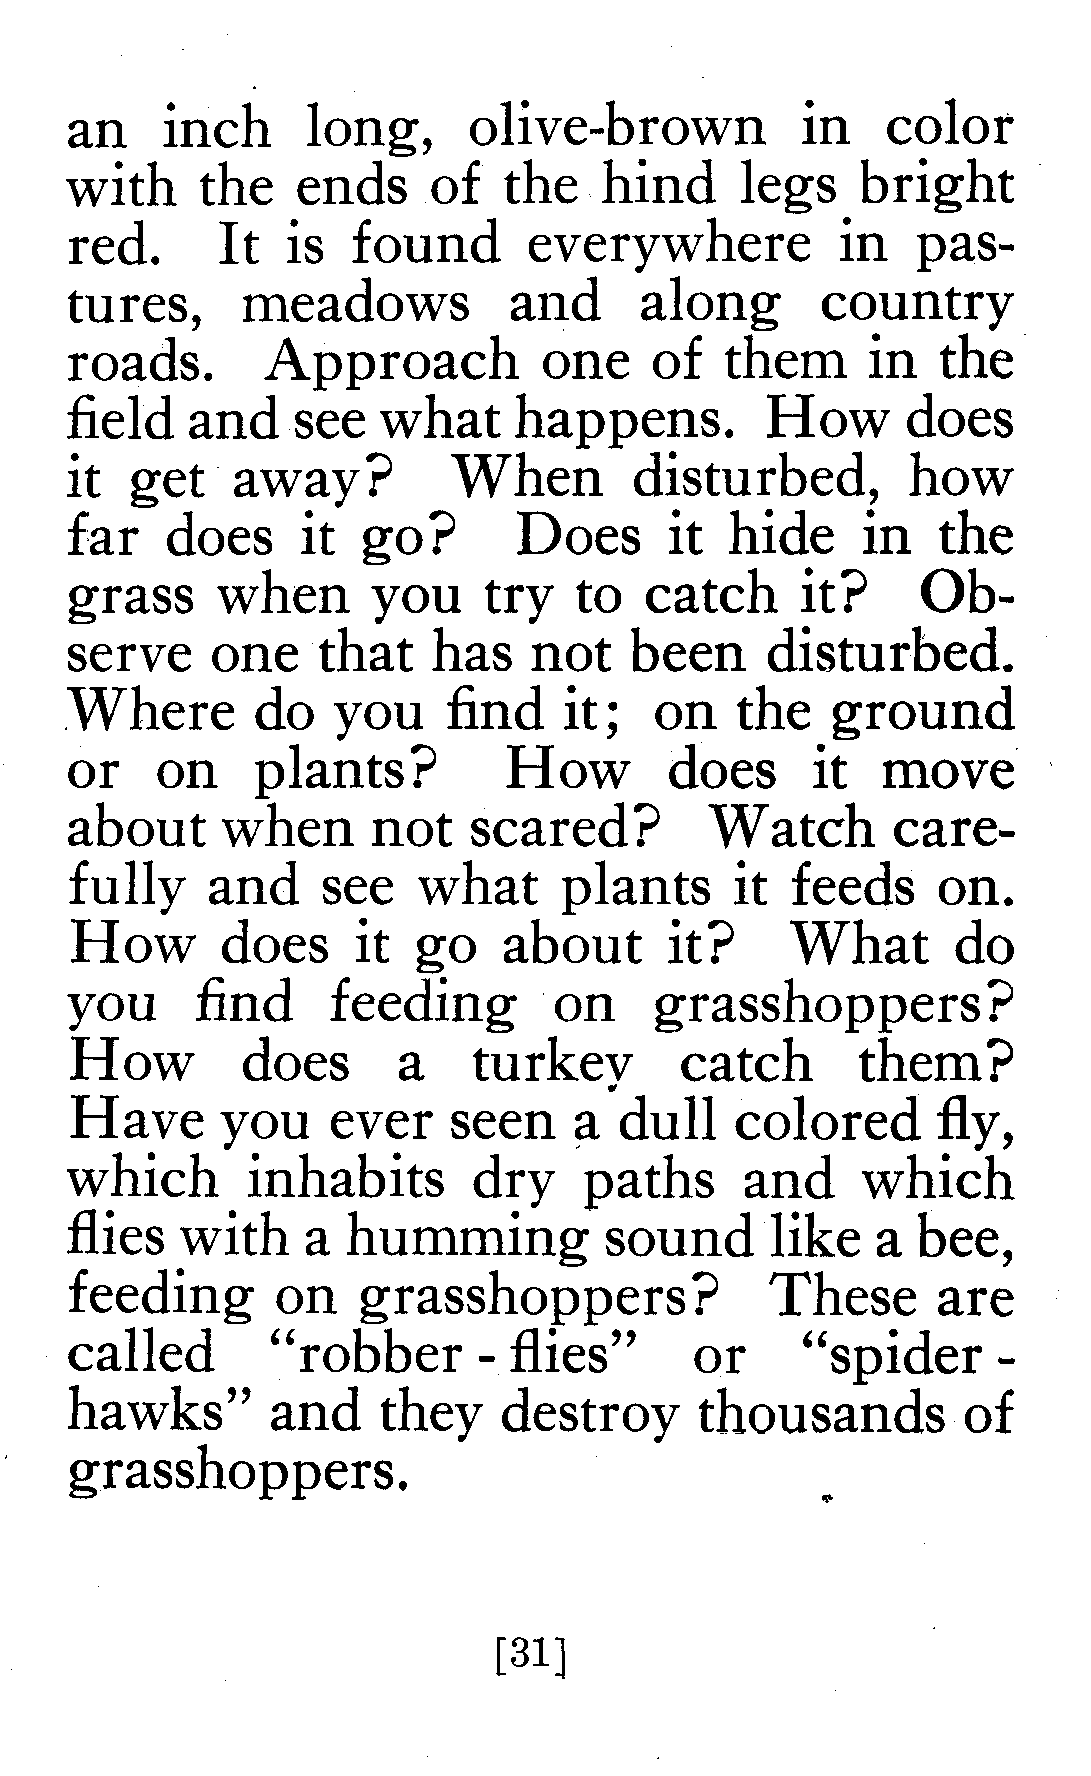 an inch long, olive-brown in color
with the ends of the hind legs bright
red. It is found everywhere in pas-
tures, meadows and along country
roads. Approach one of them in the
field and see what happens. How does
it get away? When disturbed, how
far does it go? Does it hide in the
grass when you try to catch it? Ob-
serve one that has not been disturbed.
Where do you find it; on the ground
or on plants? How does it move
about when not scared? Watch care-
fully and see what plants it feeds on.
How does it go about it? What do
you find feeding on grasshoppers?
How does a turkey catch them?
Have you ever seen a dull colored fly,
which inhabits dry paths and which
flies with a humming sound like a bee,
feeding on grasshoppers? These are
called "robber - flies" or "spider -
hawks" and they destroy thousands of
grasshoppers.
[31]